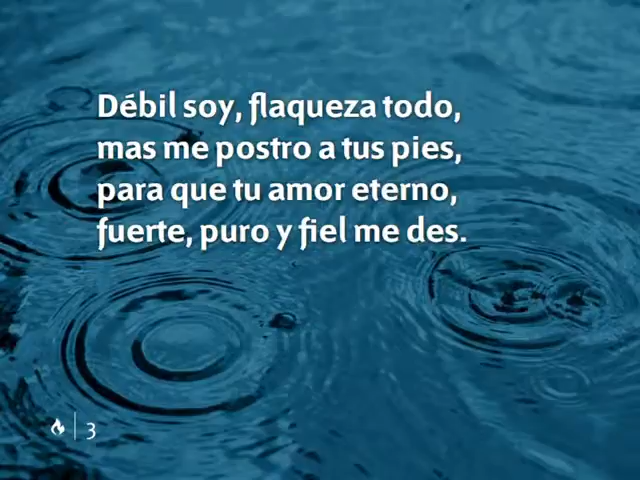 Débil soy, flaqueza todo,
mas me postro a tus pies,
para que tu amor eterno,
fuerte, puro y fiel me des.
3